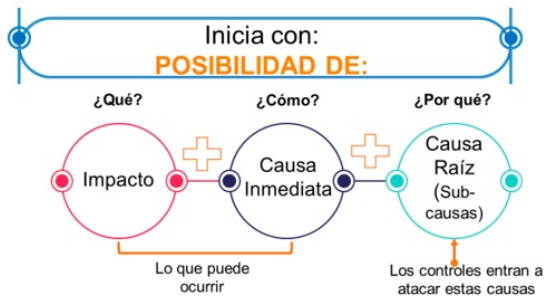 Inicia con:
POSIBILIDAD DE:
¿Qué?
¿Cómo?
¿Por qué?
Impacto
Causa
Inmediata
Causa
Raíz
(Sub-
causas)
Lo que puede
ocurrir
Los controles entran a
atacar estas causas